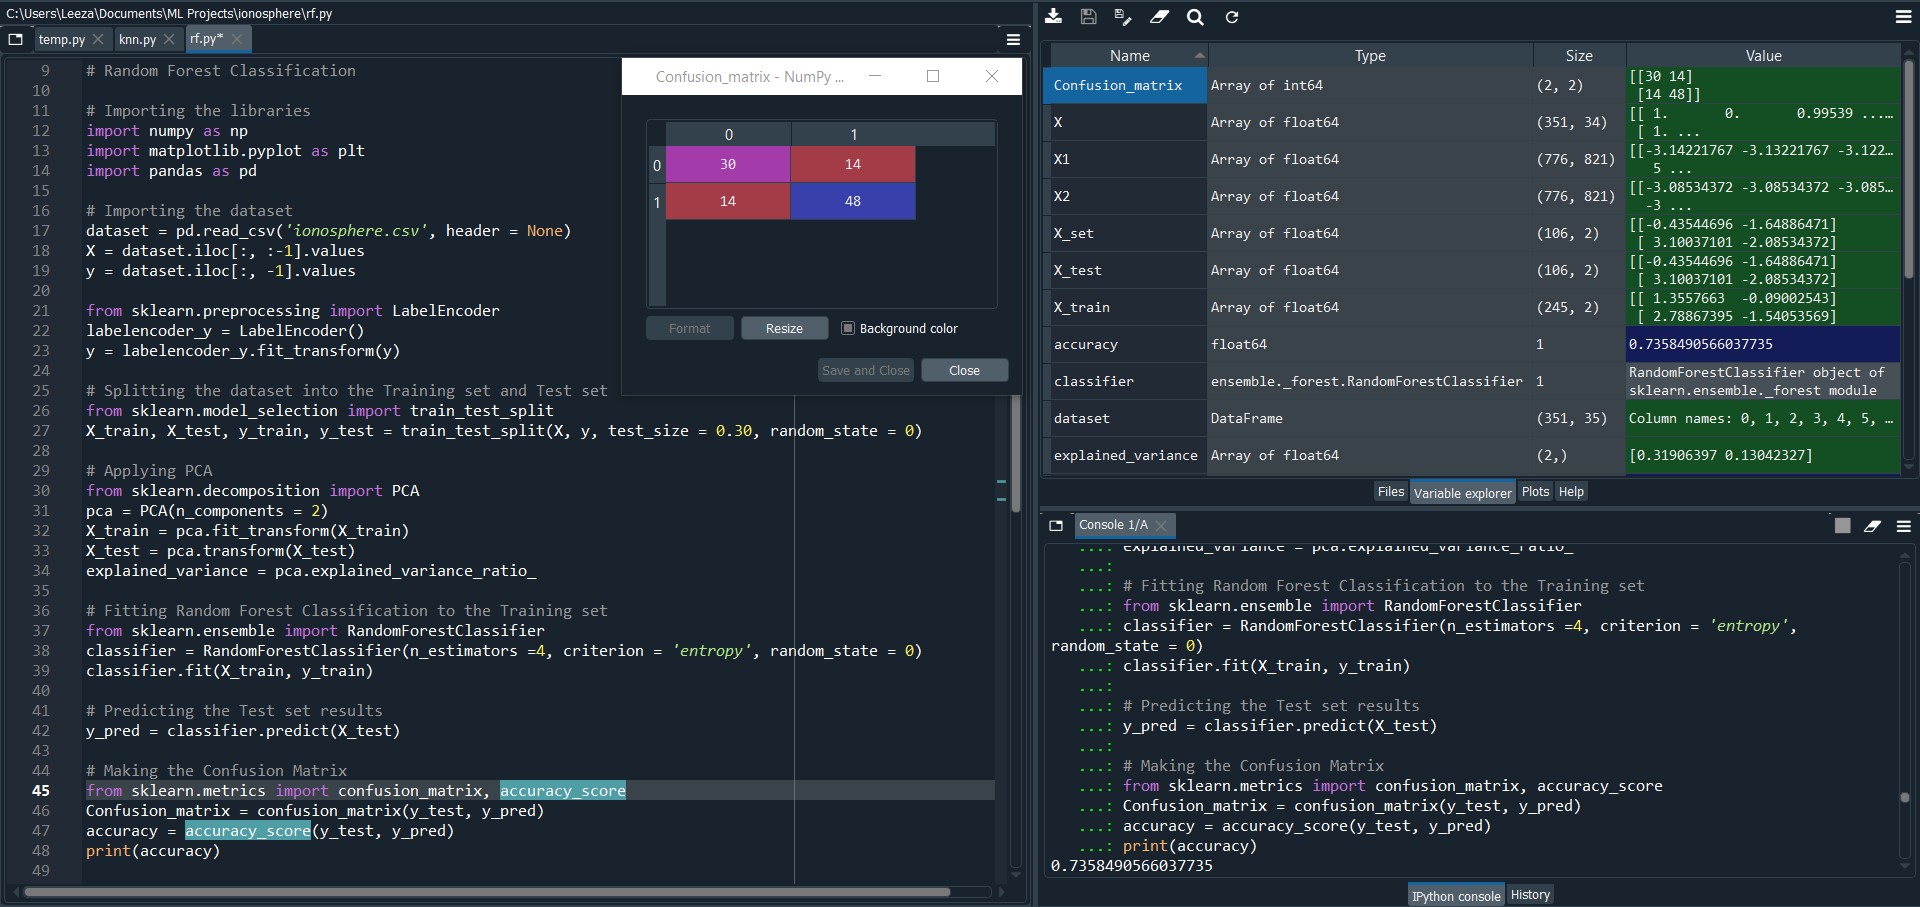 C:\Users\Leeza\Documents\ML Projects\ionosphere\rf.py
temp.py
knn.py
rf.py*
9 # Random Forest Classification
10
11 # Importing the libraries
12 import numpy as np
13 import matplotlib.pyplot as plt
14 import pandas as pd
15
16 # Importing the dataset
17 dataset = pd.read_csv('ionosphere.csv', header = None)
18 X = dataset.iloc[:, :-1].values
19 y = dataset.iloc[:, -1].values
20
21 from sklearn.preprocessing import LabelEncoder
22 labelencoder_y = LabelEncoder()
23 y = labelencoder_y.fit_transform(y)
24
25 # Splitting the dataset into the Training set and Test set
26 from sklearn.model_selection import train_test_split
27 X_train, X_test, y_train, y_test = train_test_split(X, y, test_size = 0.30, random_state = 0)
28
29 # Applying PCA
30 from sklearn.decomposition import PCA
31 pca = PCA(n_components = 2)
32 X_train = pca.fit_transform(X_train)
33 X_test = pca.transform(X_test)
34 explained_variance = pca.explained_variance_ratio_
35
36 # Fitting Random Forest Classification to the Training set
37 from sklearn.ensemble import RandomForestClassifier
38 classifier = RandomForestClassifier(n_estimators =4, criterion = 'entropy', random_state = 0)
39 classifier.fit(X_train, y_train)
40
41 # Predicting the Test set results
42 y_pred = classifier.predict(X_test)
43
44 # Making the Confusion Matrix
45 from sklearn.metrics import confusion_matrix, accuracy_score
46 Confusion_matrix = confusion_matrix(y_test, y_pred)
47 accuracy = accuracy_score(y_test, y_pred)
48 print(accuracy)
49
Confusion_matrix - NumPy ...
0 1
0 30 14
1 14 48
Format
Resize
Background color
Save and Close
Close
Name Type Size Value
Confusion_matrix Array of int64 (2, 2) [[30 14]
[14 48]]
X Array of float64 (351, 34) [[ 1. 0. 0.99539 ...…
[ 1. ...
X1 Array of float64 (776, 821) [[-3.14221767 -3.13221767 -3.122…
5 ...
X2 Array of float64 (776, 821) [[-3.08534372 -3.08534372 -3.085…
-3 ...
X_set Array of float64 (106, 2) [[-0.43544696 -1.64886471]
[ 3.10037101 -2.08534372]
X_test Array of float64 (106, 2) [[-0.43544696 -1.64886471]
[ 3.10037101 -2.08534372]
X_train Array of float64 (245, 2) [[ 1.3557663 -0.09002543]
[ 2.78867395 -1.54053569]
accuracy float64 1 0.7358490566037735
classifier ensemble._forest.RandomForestClassifier 1 RandomForestClassifier object of
sklearn.ensemble._forest module
dataset DataFrame (351, 35) Column names: 0, 1, 2, 3, 4, 5, …
explained_variance Array of float64 (2,) [0.31906397 0.13042327]
Files
Variable explorer
Plots
Help
Console 1/A
...: explained_variance = pca.explained_variance_ratio_
...:
...: # Fitting Random Forest Classification to the Training set
...: from sklearn.ensemble import RandomForestClassifier
...: classifier = RandomForestClassifier(n_estimators =4, criterion = 'entropy',
random_state = 0)
...: classifier.fit(X_train, y_train)
...:
...: # Predicting the Test set results
...: y_pred = classifier.predict(X_test)
...:
...: # Making the Confusion Matrix
...: from sklearn.metrics import confusion_matrix, accuracy_score
...: Confusion_matrix = confusion_matrix(y_test, y_pred)
...: accuracy = accuracy_score(y_test, y_pred)
...: print(accuracy)
0.7358490566037735
IPython console
History